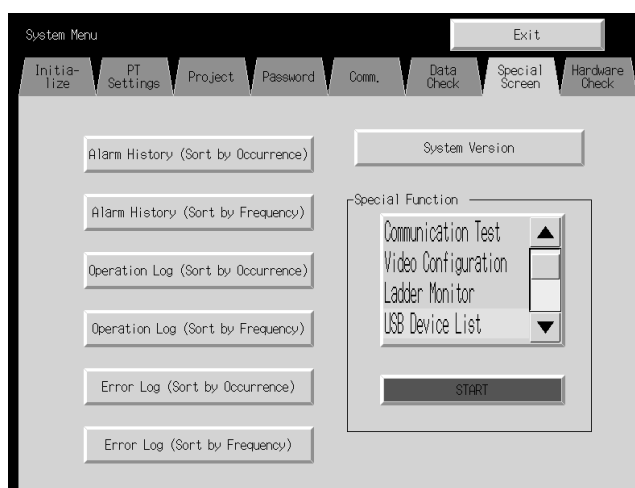 System Menu
Exit
Initia-
lize
PT
Settings
Project
Password
Comm.
Data
Check
Special
Screen
Hardware
Check
Alarm History (Sort by Occurrence)
Alarm History (Sort by Frequency)
Operation Log (Sort by Occurrence)
Operation Log (Sort by Frequency)
Error Log (Sort by Occurrence)
Error Log (Sort by Frequency)
System Version
Special Function
Communication Test
Video Configuration
Ladder Monitor
USB Device List
START